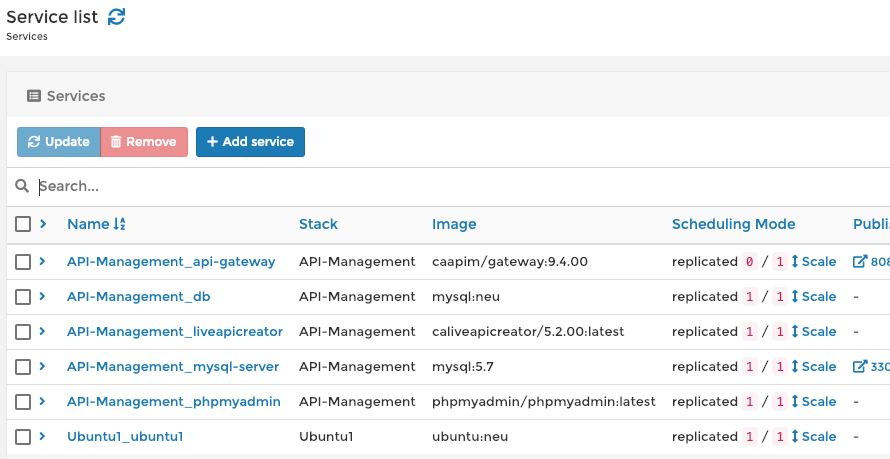 Service list
Services
Services
Update Remove + Add service
Search...
Name Stack Image Scheduling Mode
API-Management_api-gateway API-Management caapim/gateway:9.4.00 replicated 0 / 1 Scale 808
API-Management_db API-Management mysql:neu replicated 1 / 1 Scale -
API-Management_liveapicreator API-Management caliveapicreator/5.2.00:latest replicated 1 / 1 Scale -
API-Management_mysql-server API-Management mysql:5.7 replicated 1 / 1 Scale 330
API-Management_phpmyadmin API-Management phpmyadmin/phpmyadmin:latest replicated 1 / 1 Scale -
Ubuntu1_ubuntu1 Ubuntu1 ubuntu:neu replicated 1 / 1 Scale -